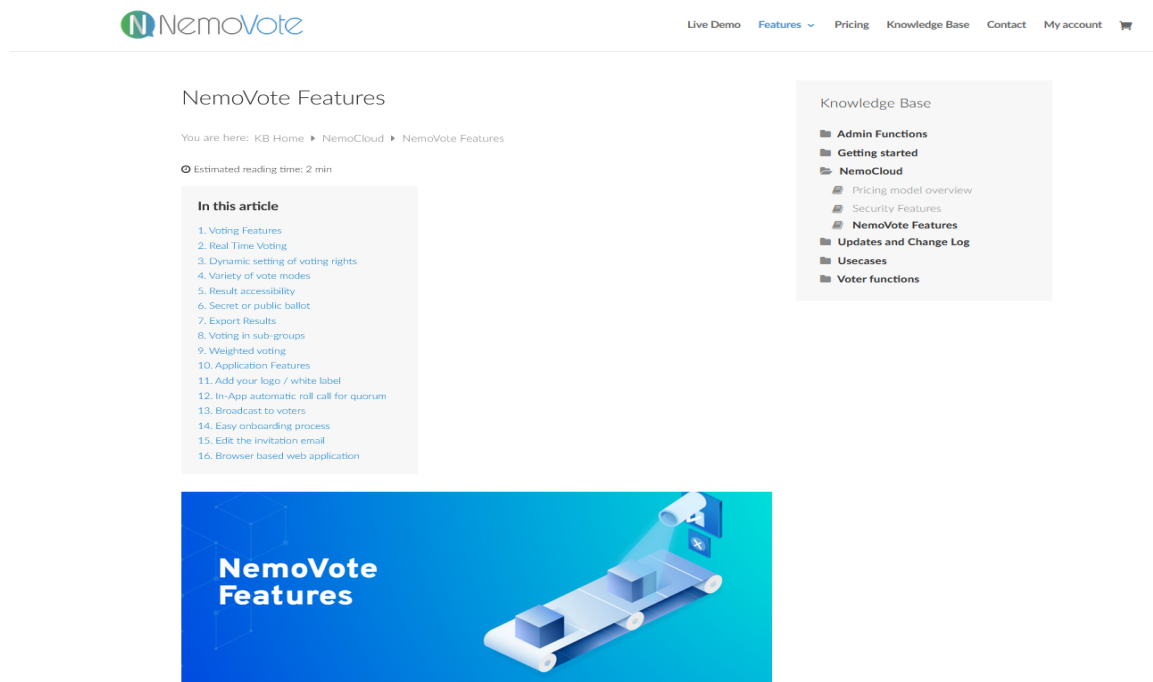 NemoVote
Live Demo Features Pricing Knowledge Base Contact My account
NemoVote Features
You are here: KB Home NemoCloud NemoVote Features
Estimated reading time: 2 min
In this article
1. Voting Features
2. Real Time Voting
3. Dynamic setting of voting rights
4. Variety of vote modes
5. Result accessibility
6. Secret or public ballot
7. Export Results
8. Voting in sub-groups
9. Weighted voting
10. Application Features
11. Add your logo / white label
12. In-App automatic roll call for quorum
13. Broadcast to voters
14. Easy onboarding process
15. Edit the invitation email
16. Browser based web application
NemoVote
Features
Knowledge Base
Admin Functions
Getting started
NemoCloud
Pricing model overview
Security Features
NemoVote Features
Updates and Change Log
Usecases
Voter functions